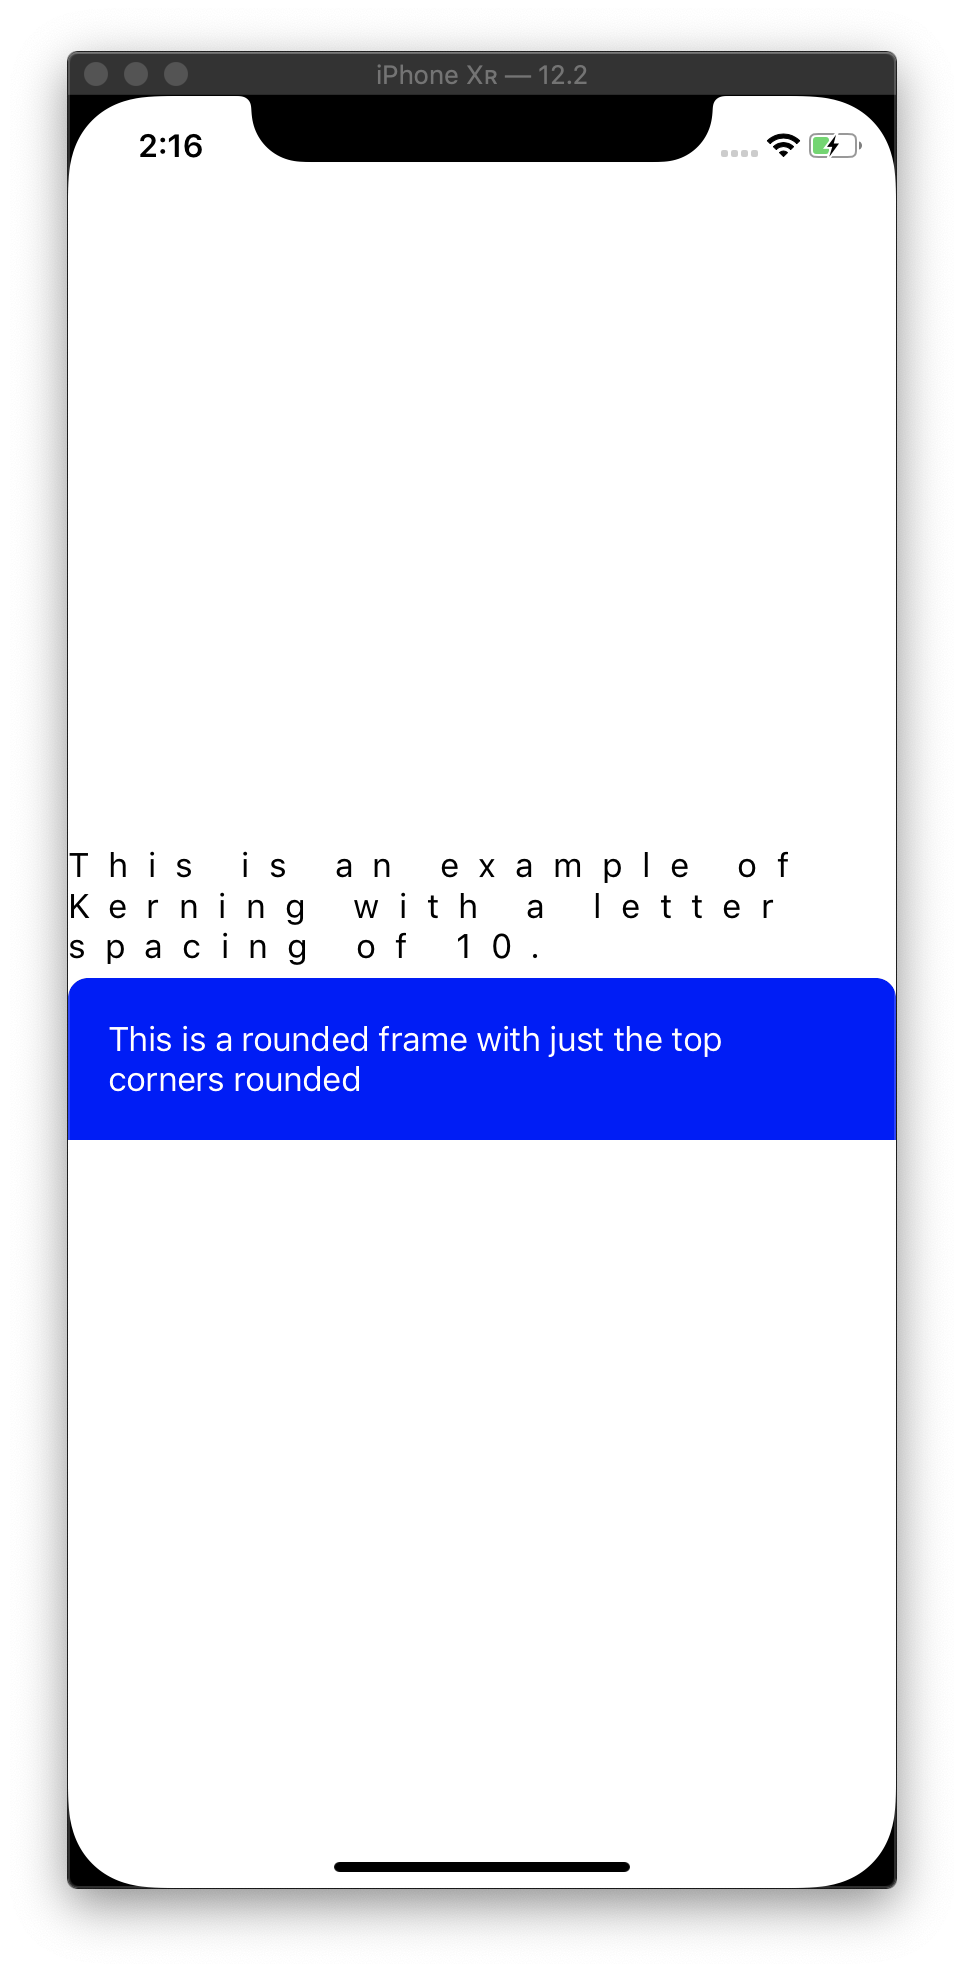 iPhone Xʀ — 12.2
2:16
This is an example of
Kerning with a letter
spacing of 10.
This is a rounded frame with just the top
corners rounded